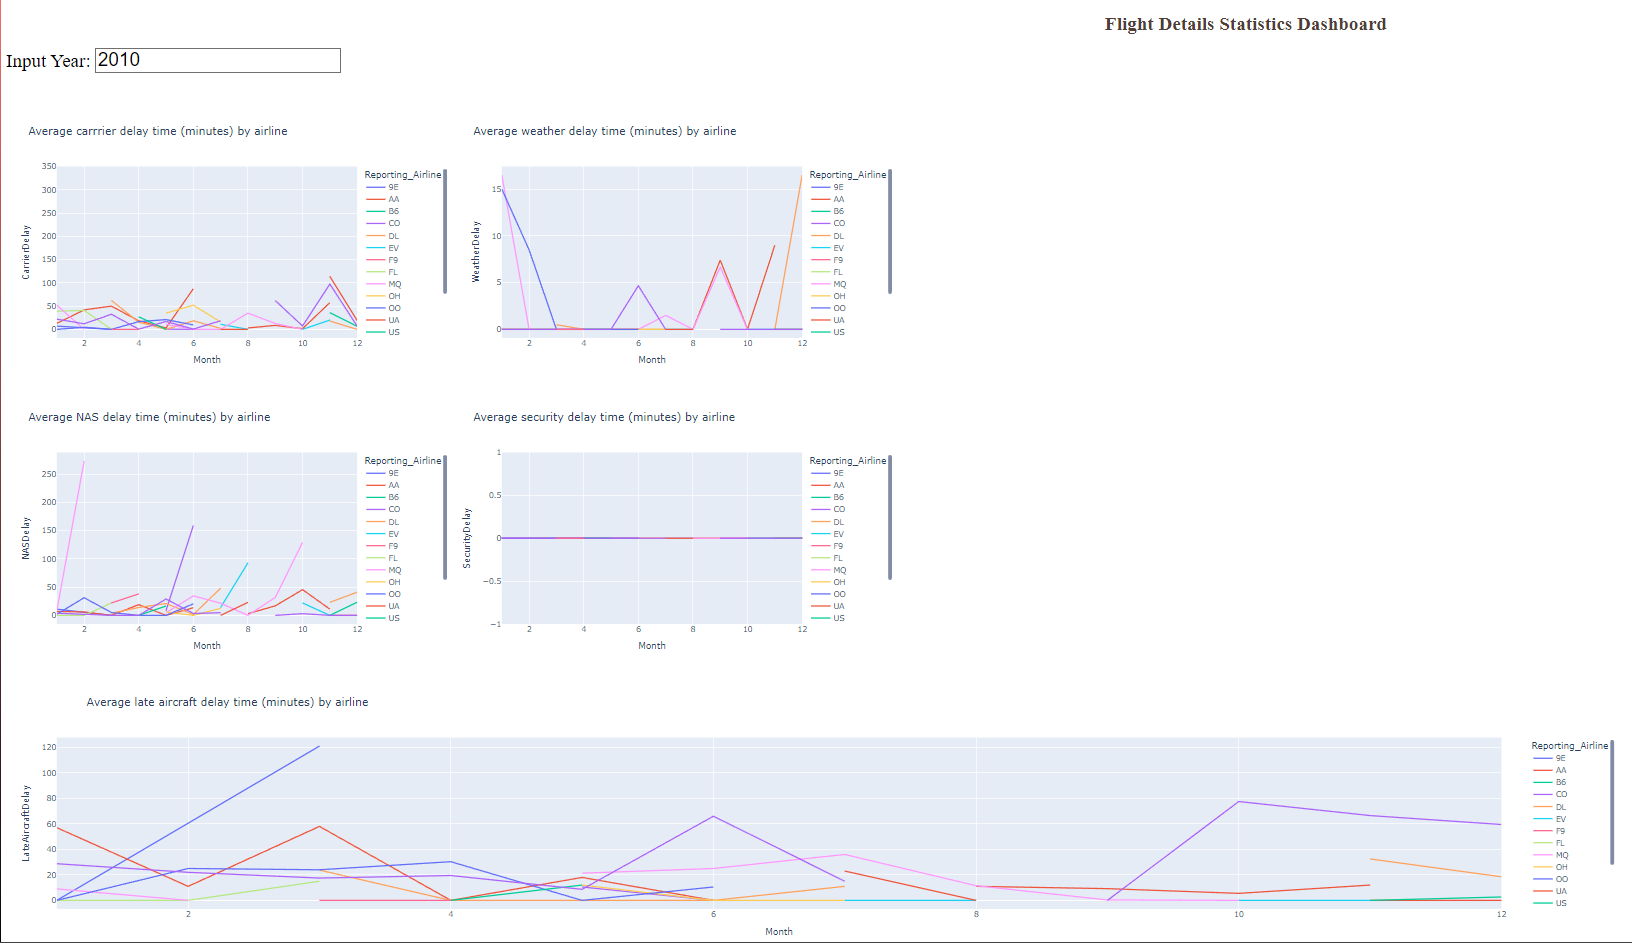 Flight Details Statistics Dashboard
Input Year: 2010
Average carrrier delay time (minutes) by airline
CarrierDelay
350
300
250
200
150
100
50
0
2 4 6 8 10 12
Month
Reporting_Airline
9E
AA
B6
CO
DL
EV
F9
FL
MQ
OH
OO
UA
US
Average weather delay time (minutes) by airline
WeatherDelay
15
10
5
0
2 4 6 8 10 12
Month
Reporting_Airline
9E
AA
B6
CO
DL
EV
F9
FL
MQ
OH
OO
UA
US
Average NAS delay time (minutes) by airline
NASDelay
250
200
150
100
50
0
2 4 6 8 10 12
Month
Reporting_Airline
9E
AA
B6
CO
DL
EV
F9
FL
MQ
OH
OO
UA
US
Average security delay time (minutes) by airline
SecurityDelay
1
0.5
0
−0.5
−1
2 4 6 8 10 12
Month
Reporting_Airline
9E
AA
B6
CO
DL
EV
F9
FL
MQ
OH
OO
UA
US
Average late aircraft delay time (minutes) by airline
LateAircraftDelay
120
100
80
60
40
20
0
2 4 6 8 10 12
Month
Reporting_Airline
9E
AA
B6
CO
DL
EV
F9
FL
MQ
OH
OO
UA
US